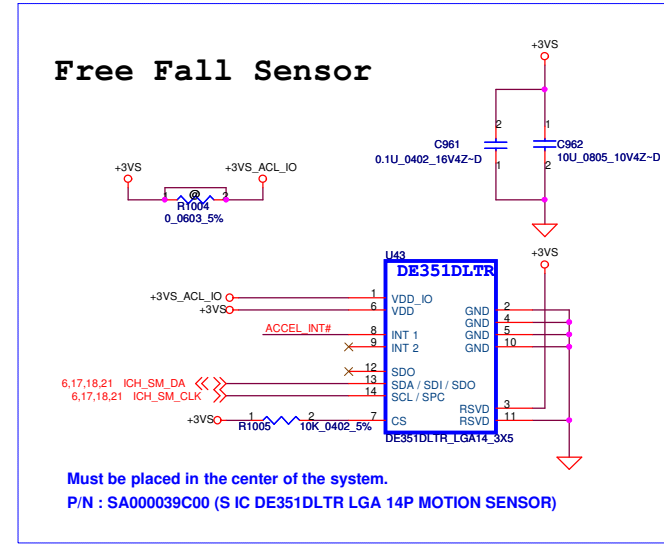 Free Fall Sensor
+3VS
C961
0.1U_0402_16V4Z~D
2
1
C962
10U_0805_10V4Z~D
1
2
+3VS
+3VS_ACL_IO
1
@
2
R1004
0_0603_5%
U43
DE351DLTR
+3VS
+3VS_ACL_IO
1
VDD_IO
+3VS
6
VDD
GND
2
GND
4
ACCEL_INT#
8
INT 1
GND
5
9
INT 2
GND
10
12
SDO
6,17,18,21 ICH_SM_DA
13
SDA / SDI / SDO
6,17,18,21 ICH_SM_CLK
14
SCL / SPC
RSVD
3
+3VS
1
R1005
2
10K_0402_5%
7
CS
RSVD
11
DE351DLTR_LGA14_3X5
Must be placed in the center of the system.
P/N : SA000039C00 (S IC DE351DLTR LGA 14P MOTION SENSOR)